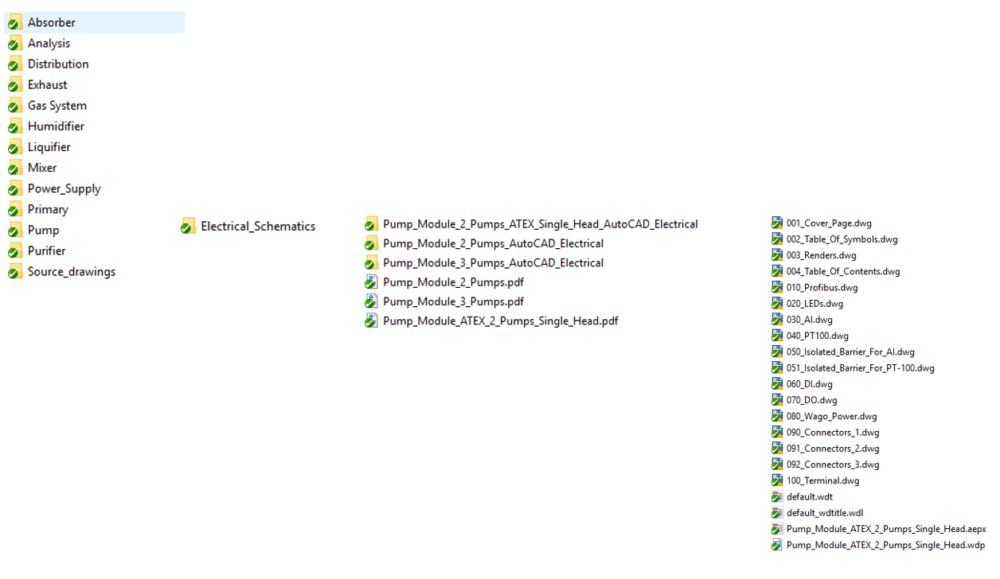 Absorber
Analysis
Distribution
Exhaust
Gas System
Humidifier
Liquifier
Mixer
Power_Supply
Primary
Pump
Purifier
Source_drawings
Electrical_Schematics
Pump_Module_2_Pumps_ATEX_Single_Head_AutoCAD_Electrical
Pump_Module_2_Pumps_AutoCAD_Electrical
Pump_Module_3_Pumps_AutoCAD_Electrical
Pump_Module_2_Pumps.pdf
Pump_Module_3_Pumps.pdf
Pump_Module_ATEX_2_Pumps_Single_Head.pdf
001_Cover_Page.dwg
002_Table_Of_Symbols.dwg
003_Renders.dwg
004_Table_Of_Contents.dwg
010_Profibus.dwg
020_LEDs.dwg
030_AI.dwg
040_PT100.dwg
050_Isolated_Barrier_For_AI.dwg
051_Isolated_Barrier_For_PT-100.dwg
060_DI.dwg
070_DO.dwg
080_Wago_Power.dwg
090_Connectors_1.dwg
091_Connectors_2.dwg
092_Connectors_3.dwg
100_Terminal.dwg
default.wdt
default_wdtitle.wdl
Pump_Module_ATEX_2_Pumps_Single_Head.aepx
Pump_Module_ATEX_2_Pumps_Single_Head.wdp